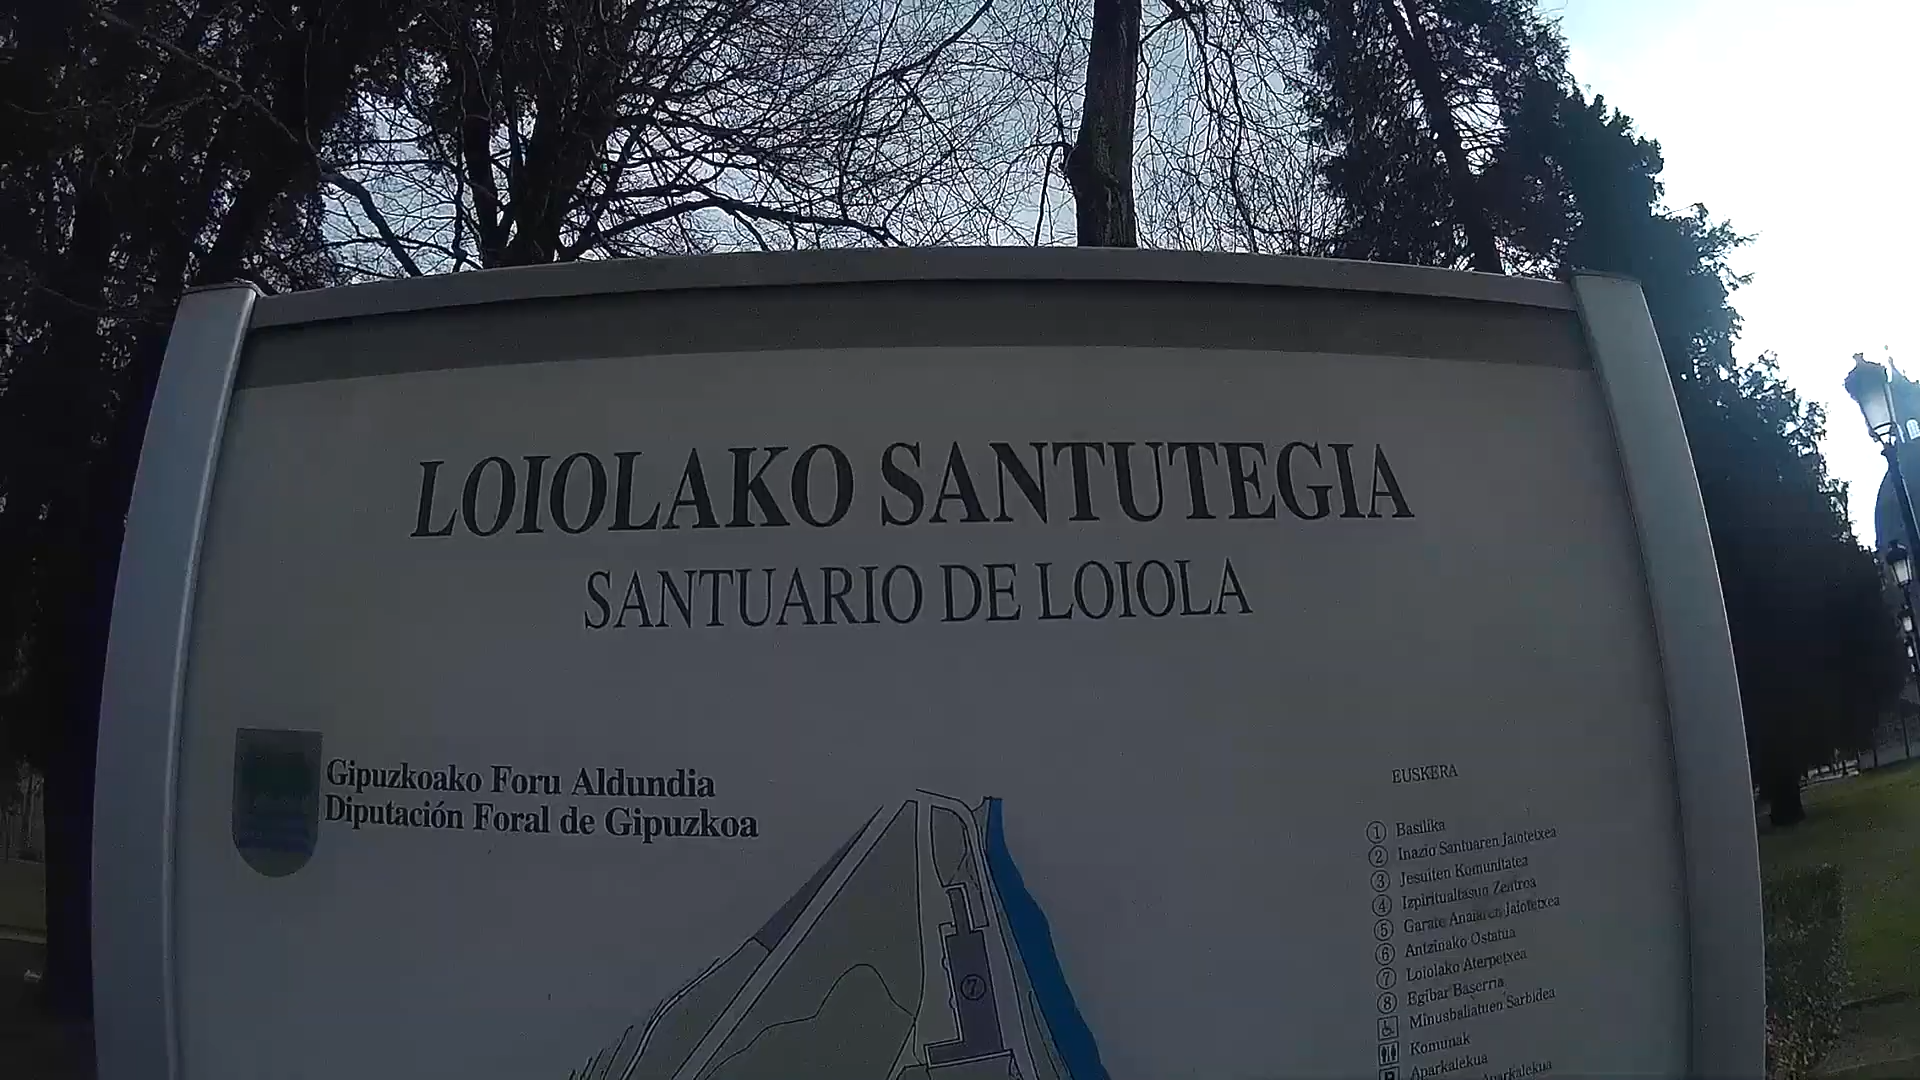 LOIOLAKO SANTUTEGIA
SANTUARIO DE LOIOLA
Gipuzkoako Foru Aldundia
Diputación Foral de Gipuzkoa
EUSKERA
1 Basilika
2 Inazio Santuaren Jaiotetxea
3 Jesuiten Komunitatea
4 Izpiritualtasun Zentroa
5 Garate Anaiaren Jaiotetxea
6 Antzinako Ostatua
7 Loiolako Aterpetxea
8 Egibar Baserria
Minusbaliatuen Sarbidea
Komunak
P Aparkalekua
Aparkalekua
7